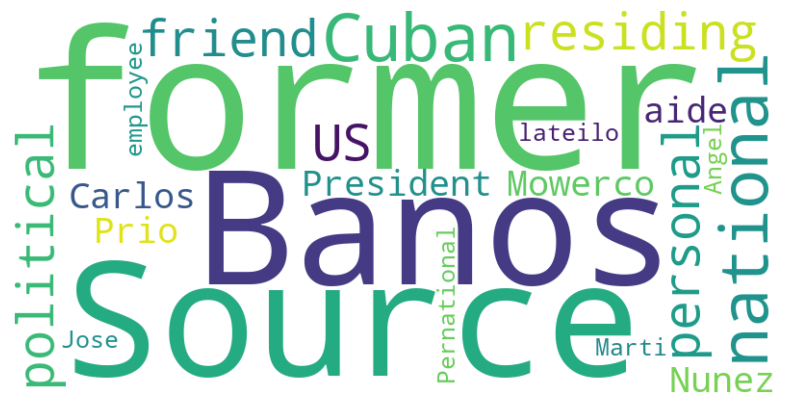 friend Cuban residing
employee
former
US lateilo aide
political
national
personal
Angel
Carlos President Mowerco
Prio
Banos
Pernational
Source
Jose
Marti
Nunez